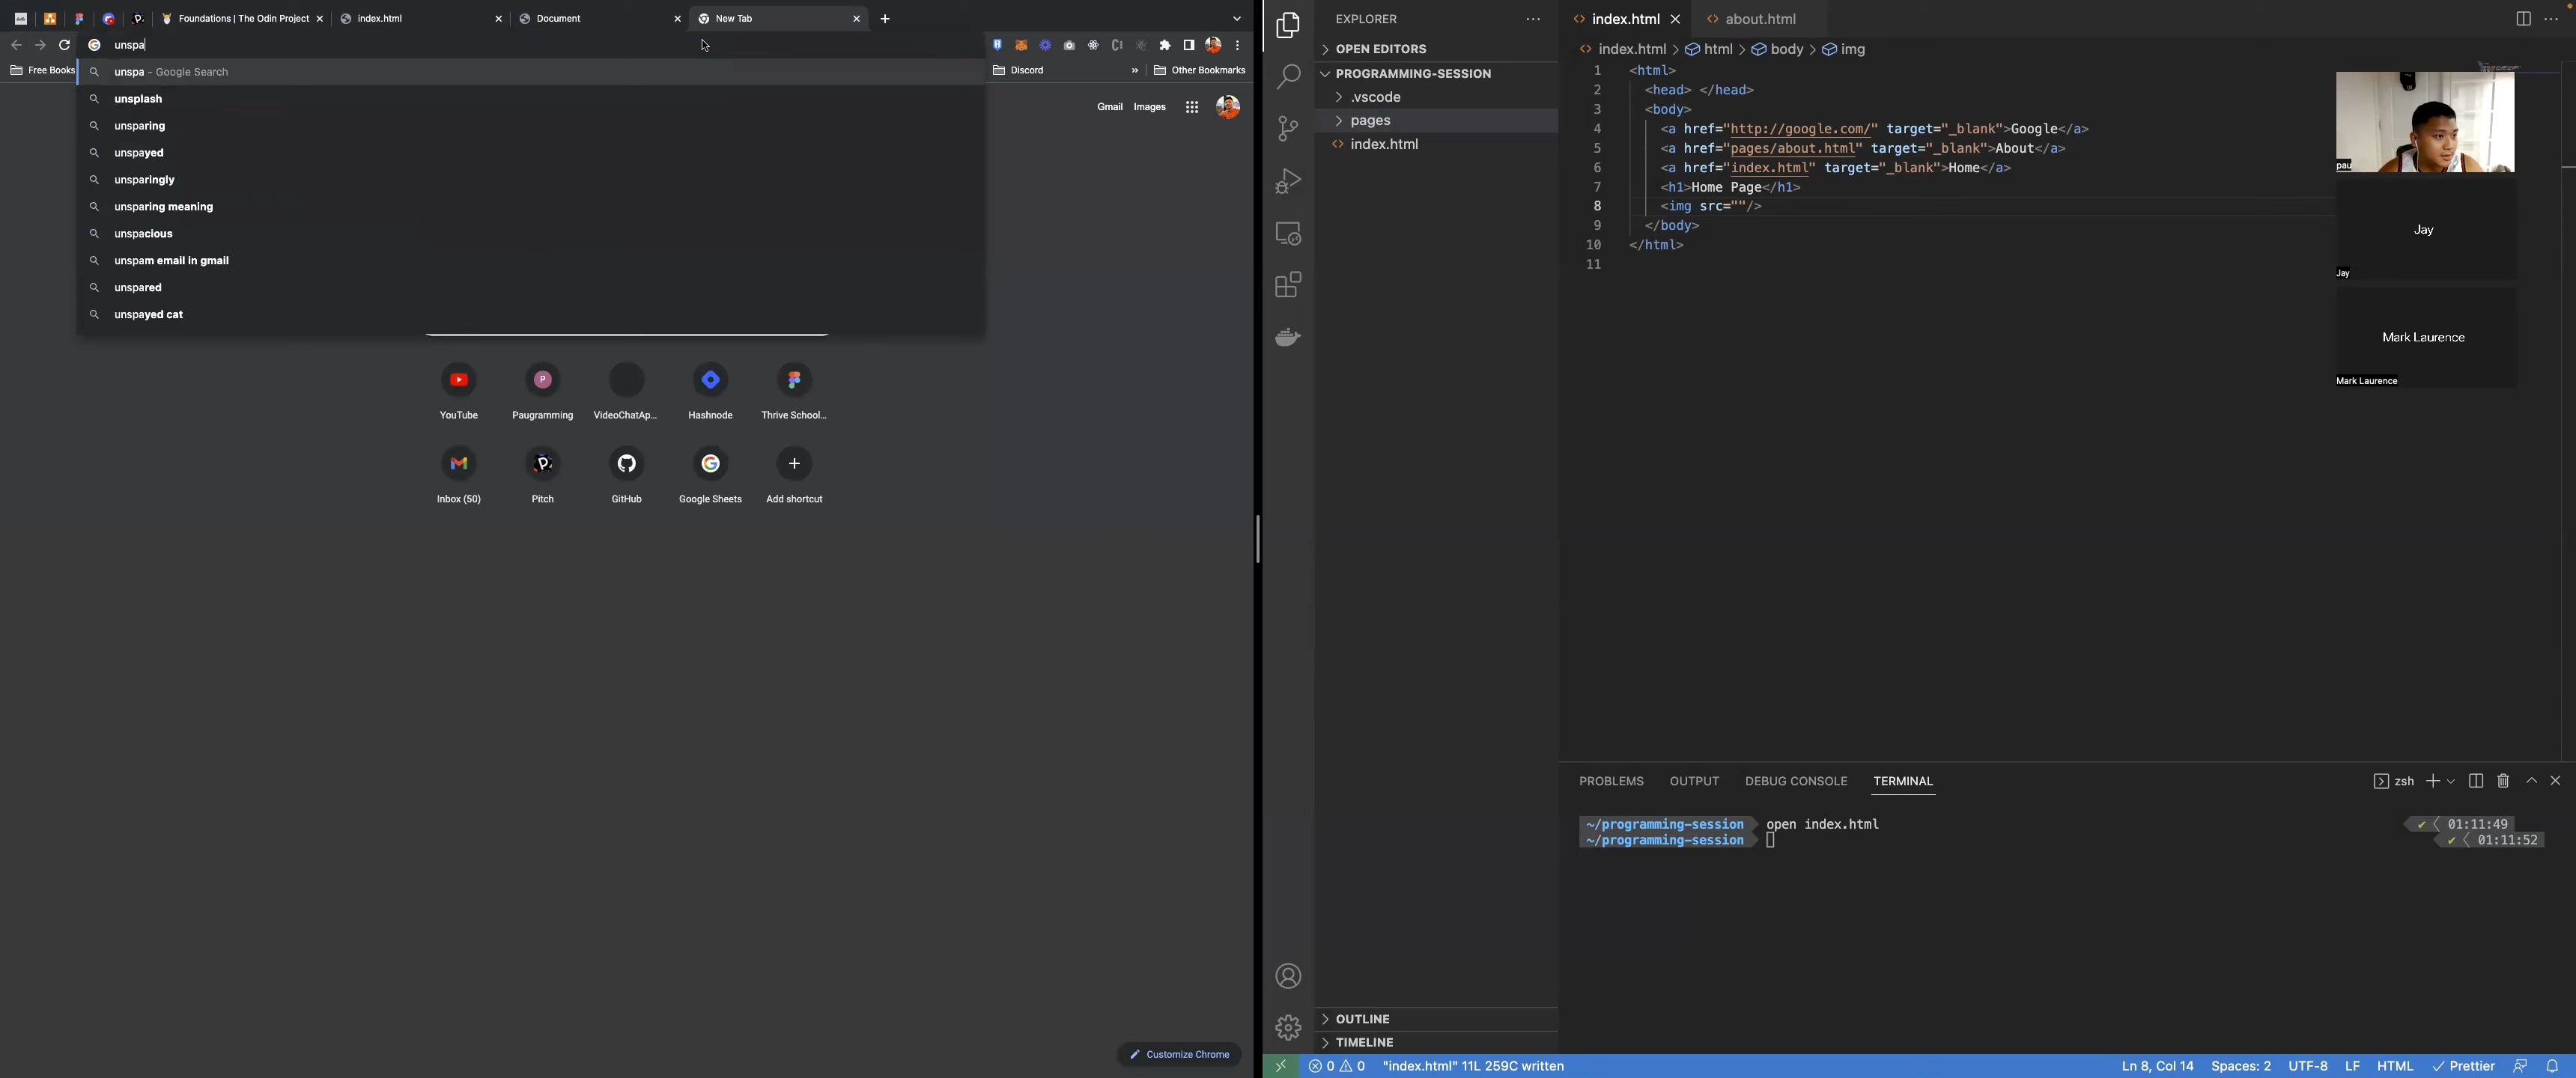 Foundations | The Odin Project
index.html
Document
New Tab
unspa
Free Books
Discord
»
Other Bookmarks
unspa - Google Search
unsplash
unsparing
unspayed
unsparingly
unsparing meaning
unspacious
unspam email in gmail
unspared
unspayed cat
Gmail Images
YouTube
Paugramming
VideoChatAp...
Hashnode
Thrive School...
Inbox (50)
Pitch
GitHub
Google Sheets
Add shortcut
Customize Chrome
EXPLORER
OPEN EDITORS
PROGRAMMING-SESSION
.vscode
pages
index.html
OUTLINE
TIMELINE
index.html
about.html
index.html > html > body > img
1 <html>
2 <head> </head>
3 <body>
4 <a href="http://google.com/" target="_blank">Google</a>
5 <a href="pages/about.html" target="_blank">About</a>
6 <a href="index.html" target="_blank">Home</a>
7 <h1>Home Page</h1>
8 <img src=""/>
9 </body>
10 </html>
11
pau
Jay
Jay
Mark Laurence
Mark Laurence
PROBLEMS OUTPUT DEBUG CONSOLE TERMINAL
zsh
~/programming-session open index.html ✔ 01:11:49
~/programming-session ✔ 01:11:52
0 0 "index.html" 11L 259C written
Ln 8, Col 14 Spaces: 2 UTF-8 LF HTML ✓ Prettier